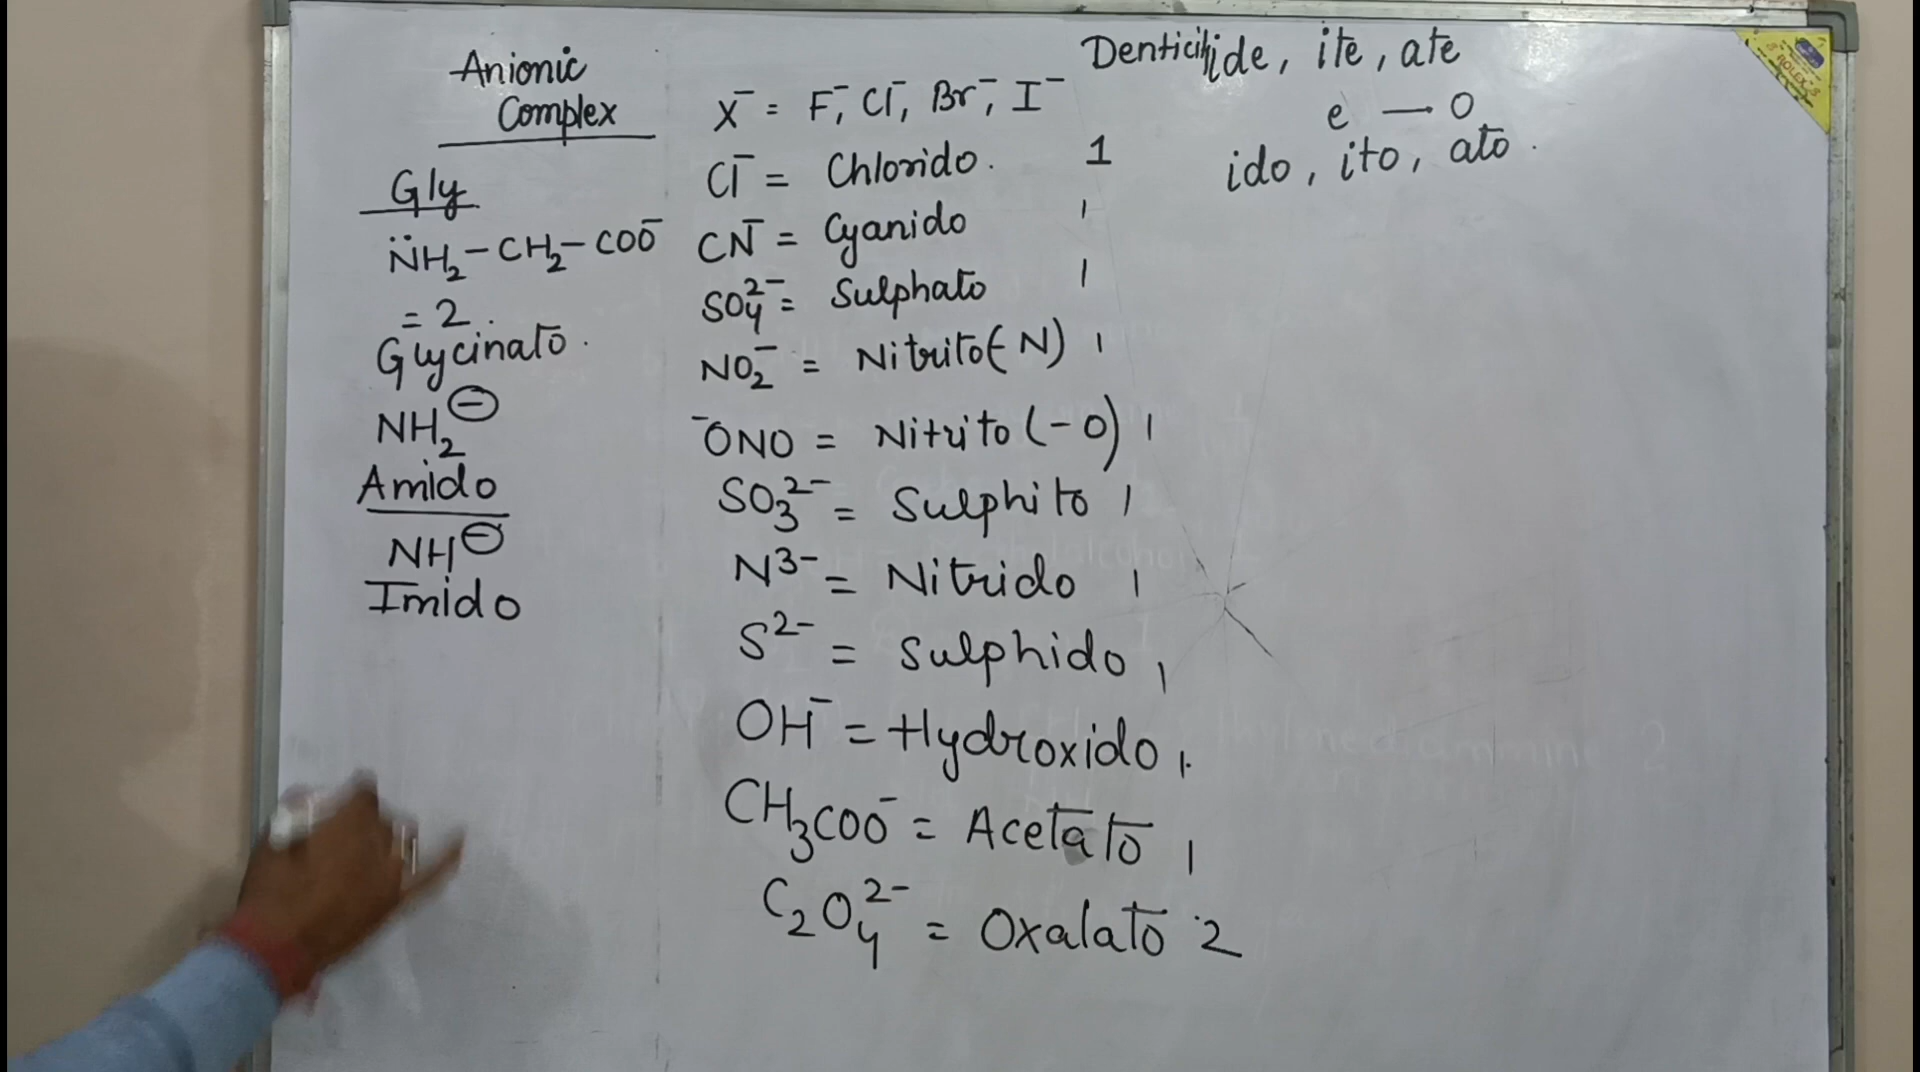 Anionic
Complex
Gly
N̈H₂-CH₂-COO⁻
= 2.
Glycinato.
NH₂⊖
Amido
NH⊖
Imido
X⁻ = F⁻, Cl⁻, Br⁻, I⁻
Cl⁻ = Chlorido. 1
CN⁻ = Cyanido 1
SO₄²⁻ = Sulphato 1
NO₂⁻ = Nitrito(-N) 1
⁻ONO = Nitrito(-O) 1
SO₃²⁻ = Sulphito 1
N³⁻ = Nitrido 1
S²⁻ = Sulphido 1
OH⁻ = Hydroxido 1.
CH₃COO⁻ = Acetato 1
C₂O₄²⁻ = Oxalato 2
ide, ite, ate
e — O
ido, ito, ato.